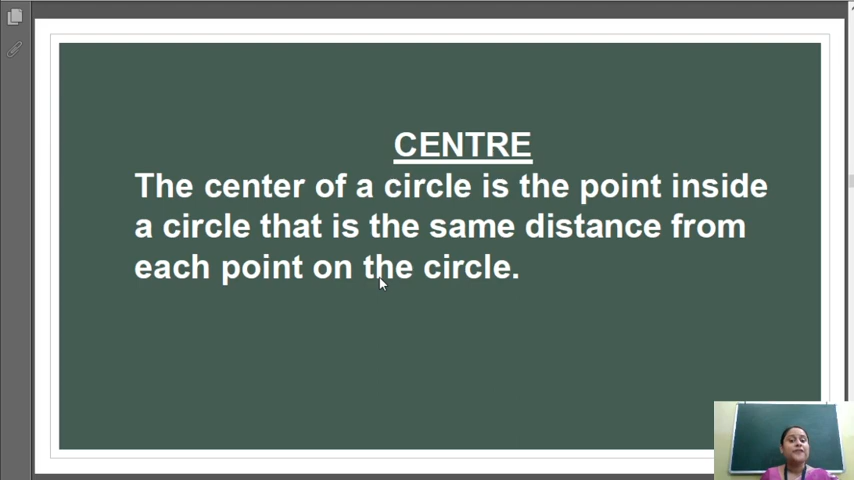 CENTRE
The center of a circle is the point inside
a circle that is the same distance from
each point on the circle.